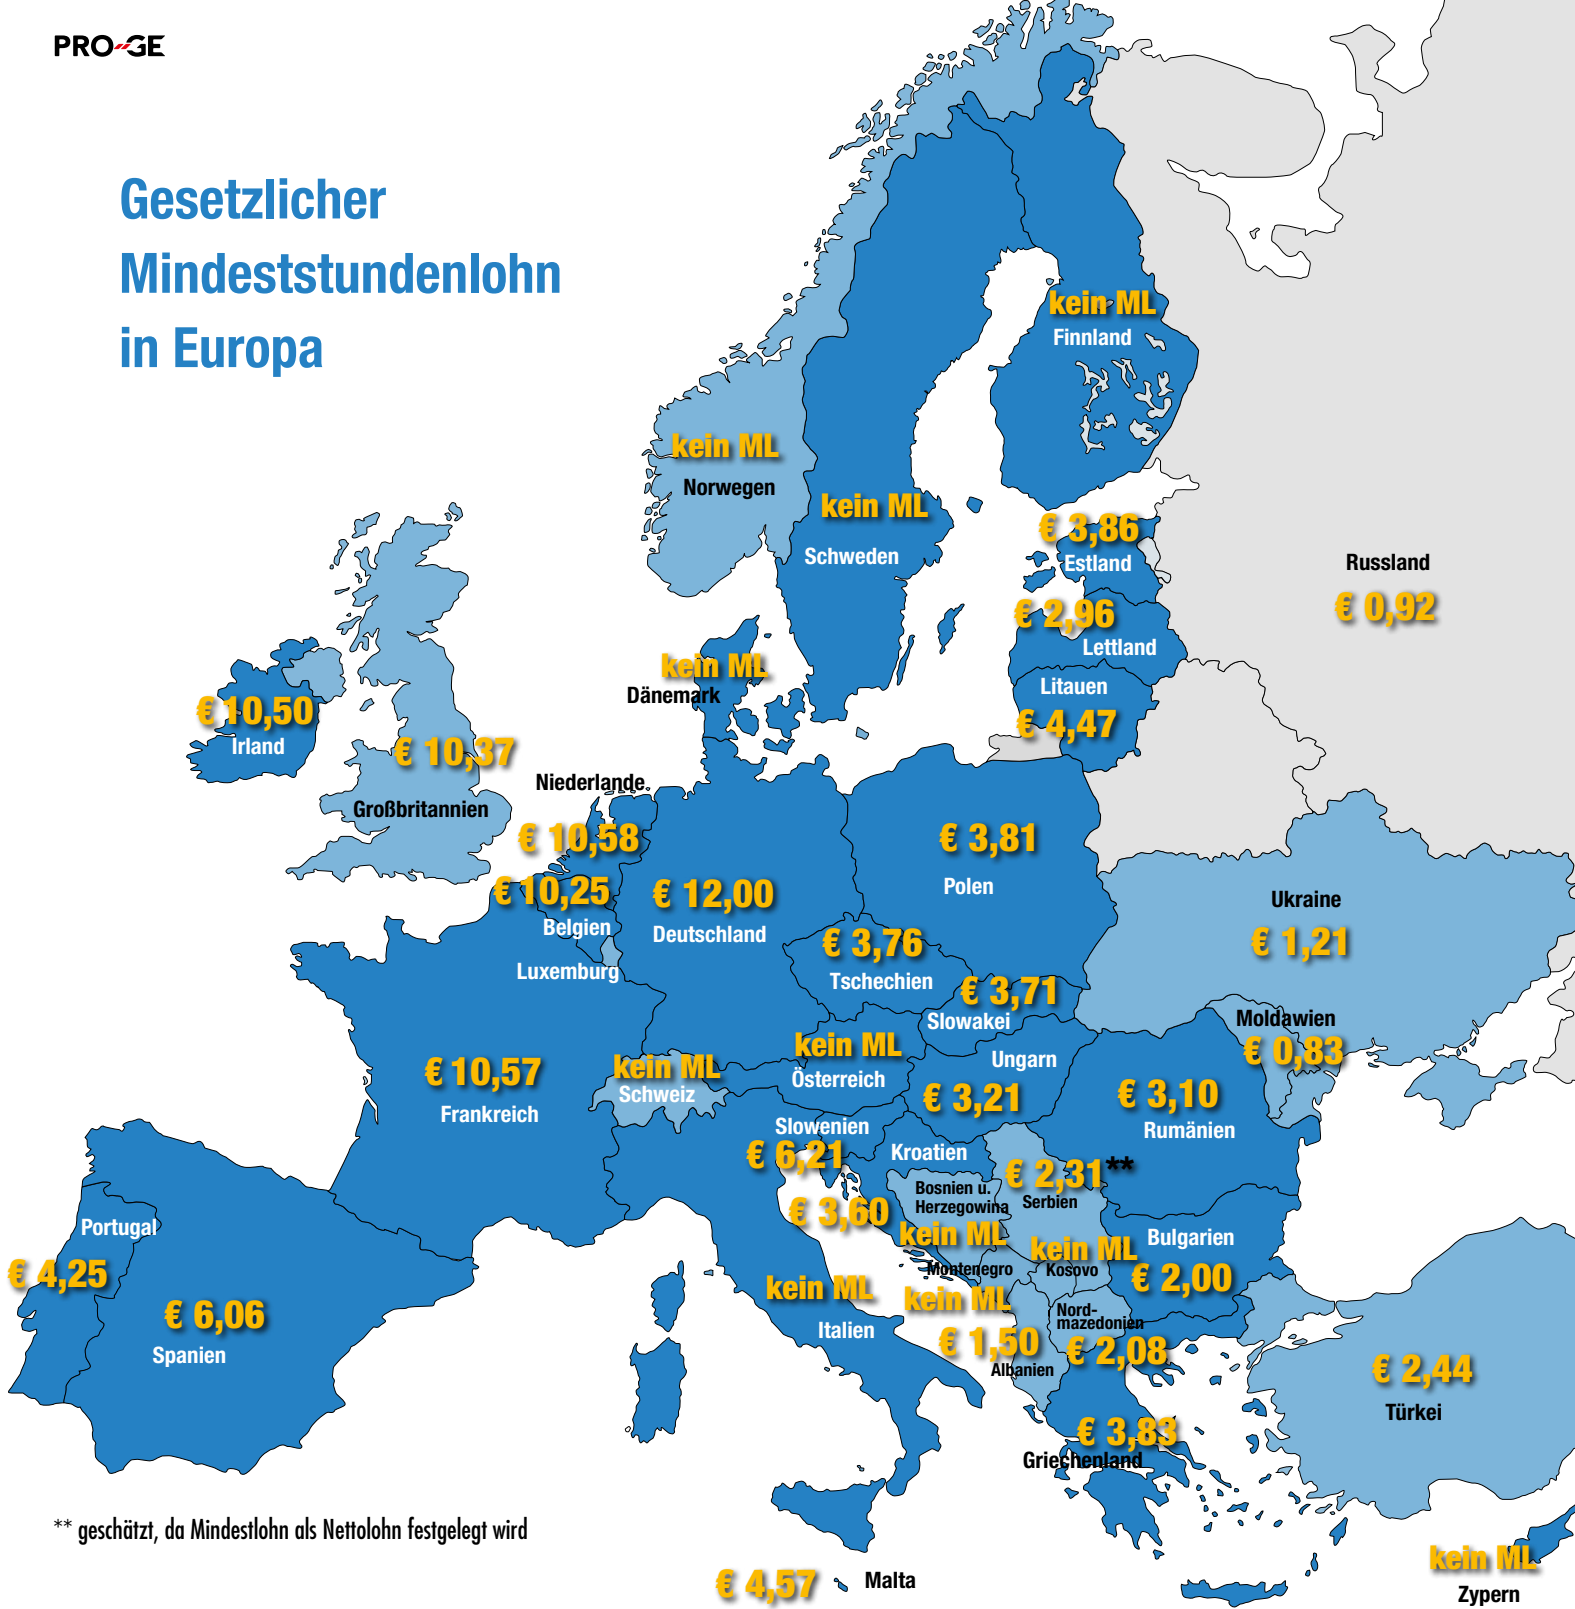 PRO-GE
Gesetzlicher
Mindeststundenlohn
in Europa
kein ML
Finnland
kein ML
Norwegen
kein ML
Schweden
€ 3,86
Estland
Russland
€ 0,92
€ 2,96
Lettland
kein ML
Dänemark
Litauen
€ 4,47
€ 10,50
Irland
€ 10,37
Großbritannien
Niederlande
€ 10,58
€ 10,25
Belgien
Luxemburg
€ 12,00
Deutschland
€ 3,81
Polen
Ukraine
€ 1,21
€ 3,76
Tschechien
€ 3,71
Slowakei
Moldawien
€ 0,83
kein ML
Österreich
Ungarn
€ 3,21
kein ML
Schweiz
€ 10,57
Frankreich
€ 3,10
Rumänien
Slowenien
€ 6,21
Kroatien
€ 3,60
€ 2,31**
Serbien
Bosnien u.
Herzegowina
kein ML
Montenegro
kein ML
kein ML
Kosovo
Bulgarien
€ 2,00
Portugal
€ 4,25
€ 6,06
Spanien
kein ML
Italien
Nord-
mazedonien
€ 2,08
€ 1,50
Albanien
€ 2,44
Türkei
€ 3,83
Griechenland
** geschätzt, da Mindestlohn als Nettolohn festgelegt wird
€ 4,57
Malta
kein ML
Zypern